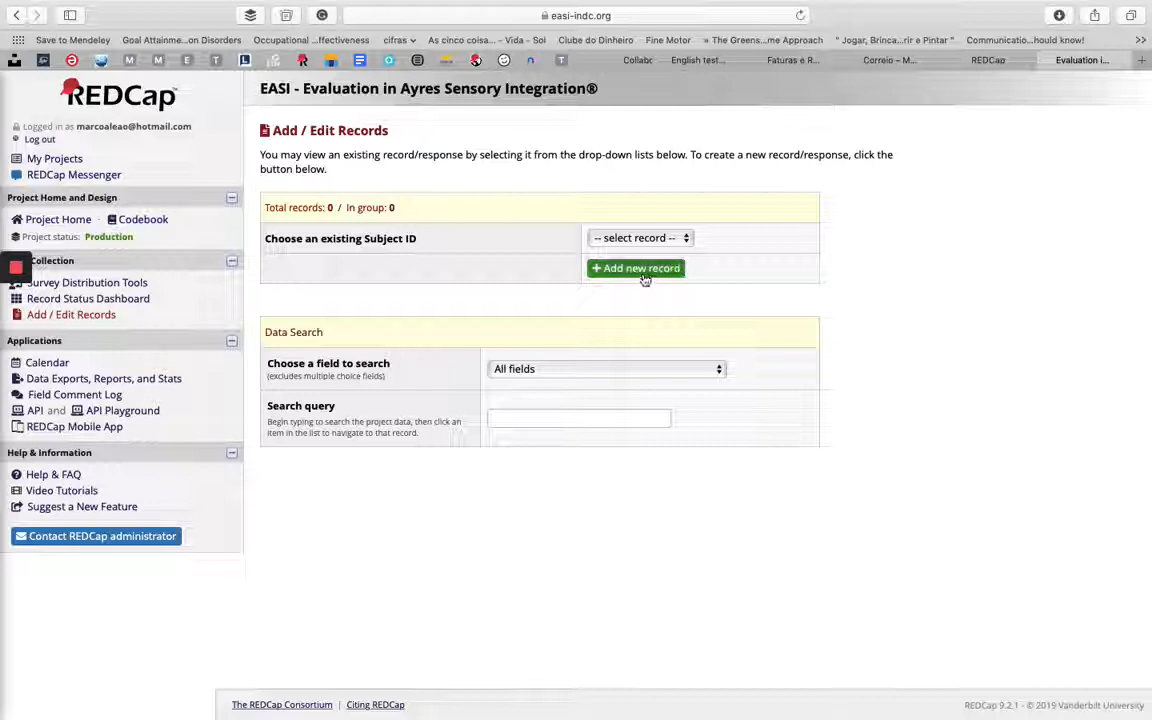 easi-indc.org
Save to Mendeley
Goal Attainme...on Disorders
Occupational ...ffectiveness
cifras
As cinco coisa... – Vida – Sol
Clube do Dinheiro
Fine Motor
» The Greens...me Approach
" Jogar, Brinca...rir e Pintar "
Communicatio...hould know!
Collabc
English test...
Faturas e R...
Correio – M...
REDCap
Evaluation i...
REDCap
Logged in as marcoaleao@hotmail.com
Log out
My Projects
REDCap Messenger
Project Home and Design
Project Home · Codebook
Project status: Production
Collection
Survey Distribution Tools
Record Status Dashboard
Add / Edit Records
Applications
Calendar
Data Exports, Reports, and Stats
Field Comment Log
API and API Playground
REDCap Mobile App
Help & Information
Help & FAQ
Video Tutorials
Suggest a New Feature
Contact REDCap administrator
EASI - Evaluation in Ayres Sensory Integration®
Add / Edit Records
You may view an existing record/response by selecting it from the drop-down lists below. To create a new record/response, click the
button below.
Total records: 0 / In group: 0
Choose an existing Subject ID
-- select record --
+ Add new record
Data Search
Choose a field to search
(excludes multiple choice fields)
All fields
Search query
Begin typing to search the project data, then click an
item in the list to navigate to that record.
The REDCap Consortium | Citing REDCap
REDCap 9.2.1 - © 2019 Vanderbilt University